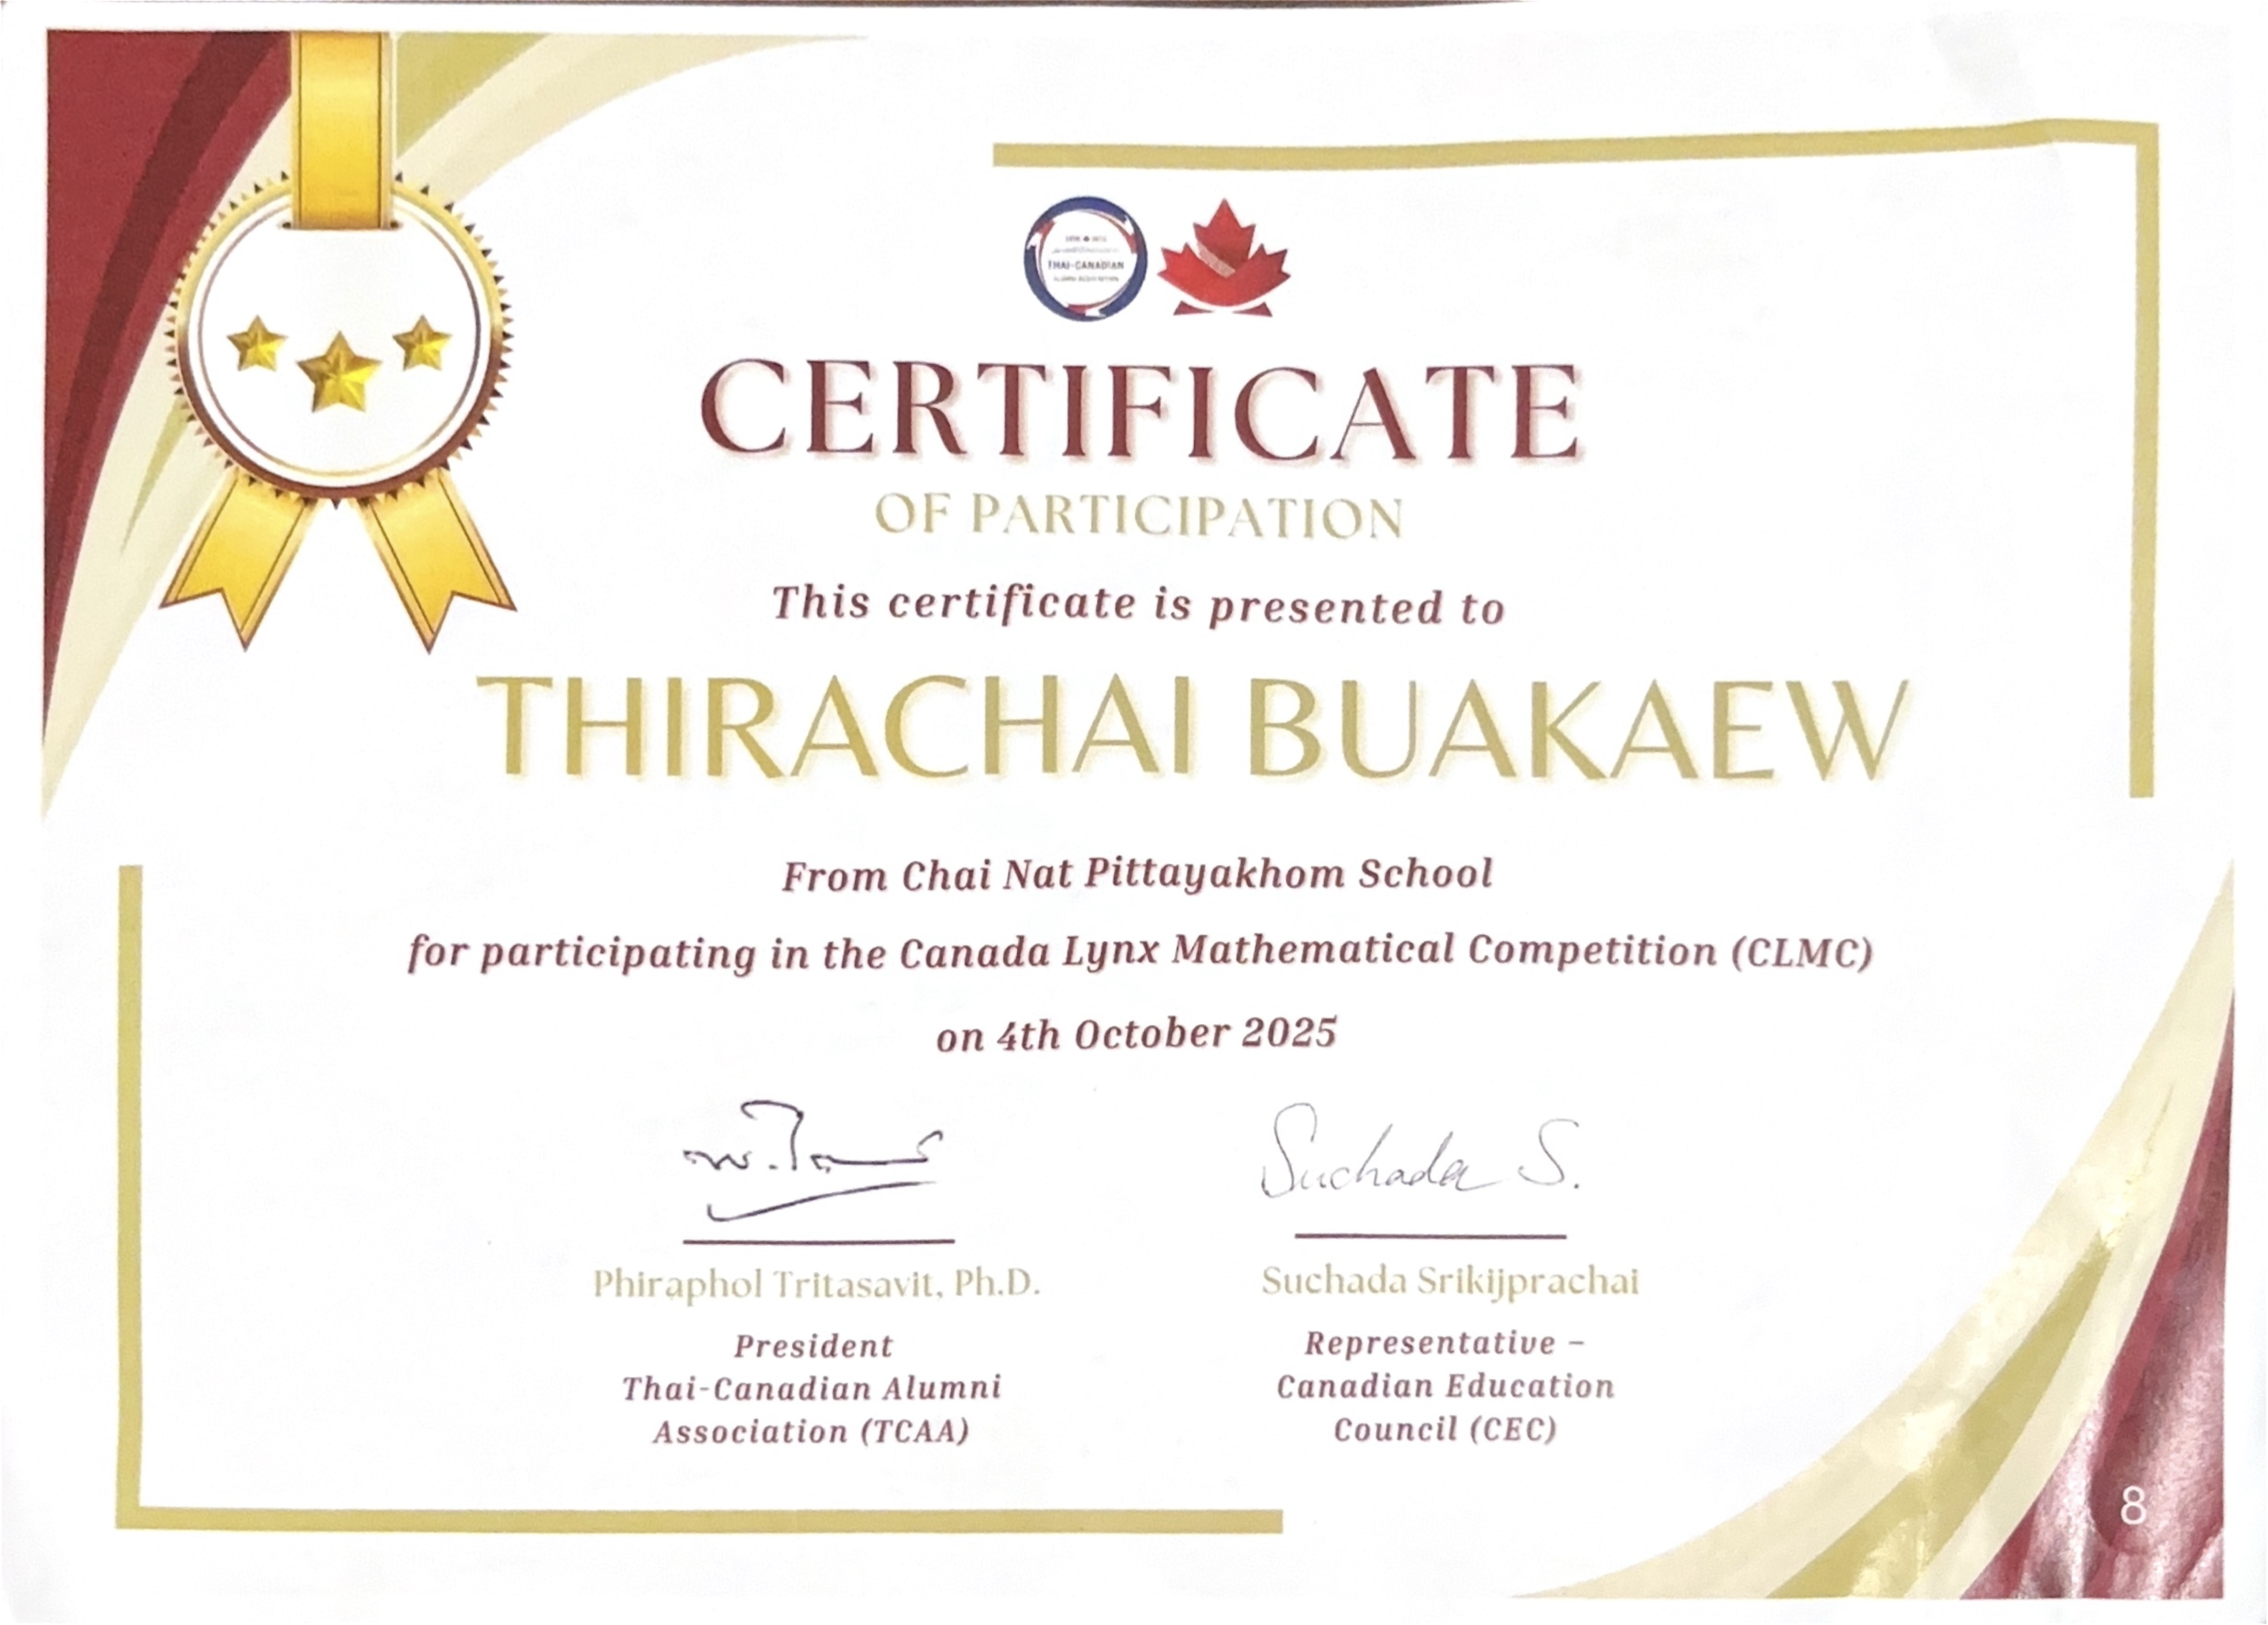 THAI-CANADIAN
CERTIFICATE
OF PARTICIPATION
This certificate is presented to
THIRACHAI BUAKAEW
From Chai Nat Pittayakhom School
for participating in the Canada Lynx Mathematical Competition (CLMC)
on 4th October 2025
Suchada S.
Phiraphol Tritasavit, Ph.D.
Suchada Srikijprachai
President
Thai-Canadian Alumni
Association (TCAA)
Representative –
Canadian Education
Council (CEC)
8